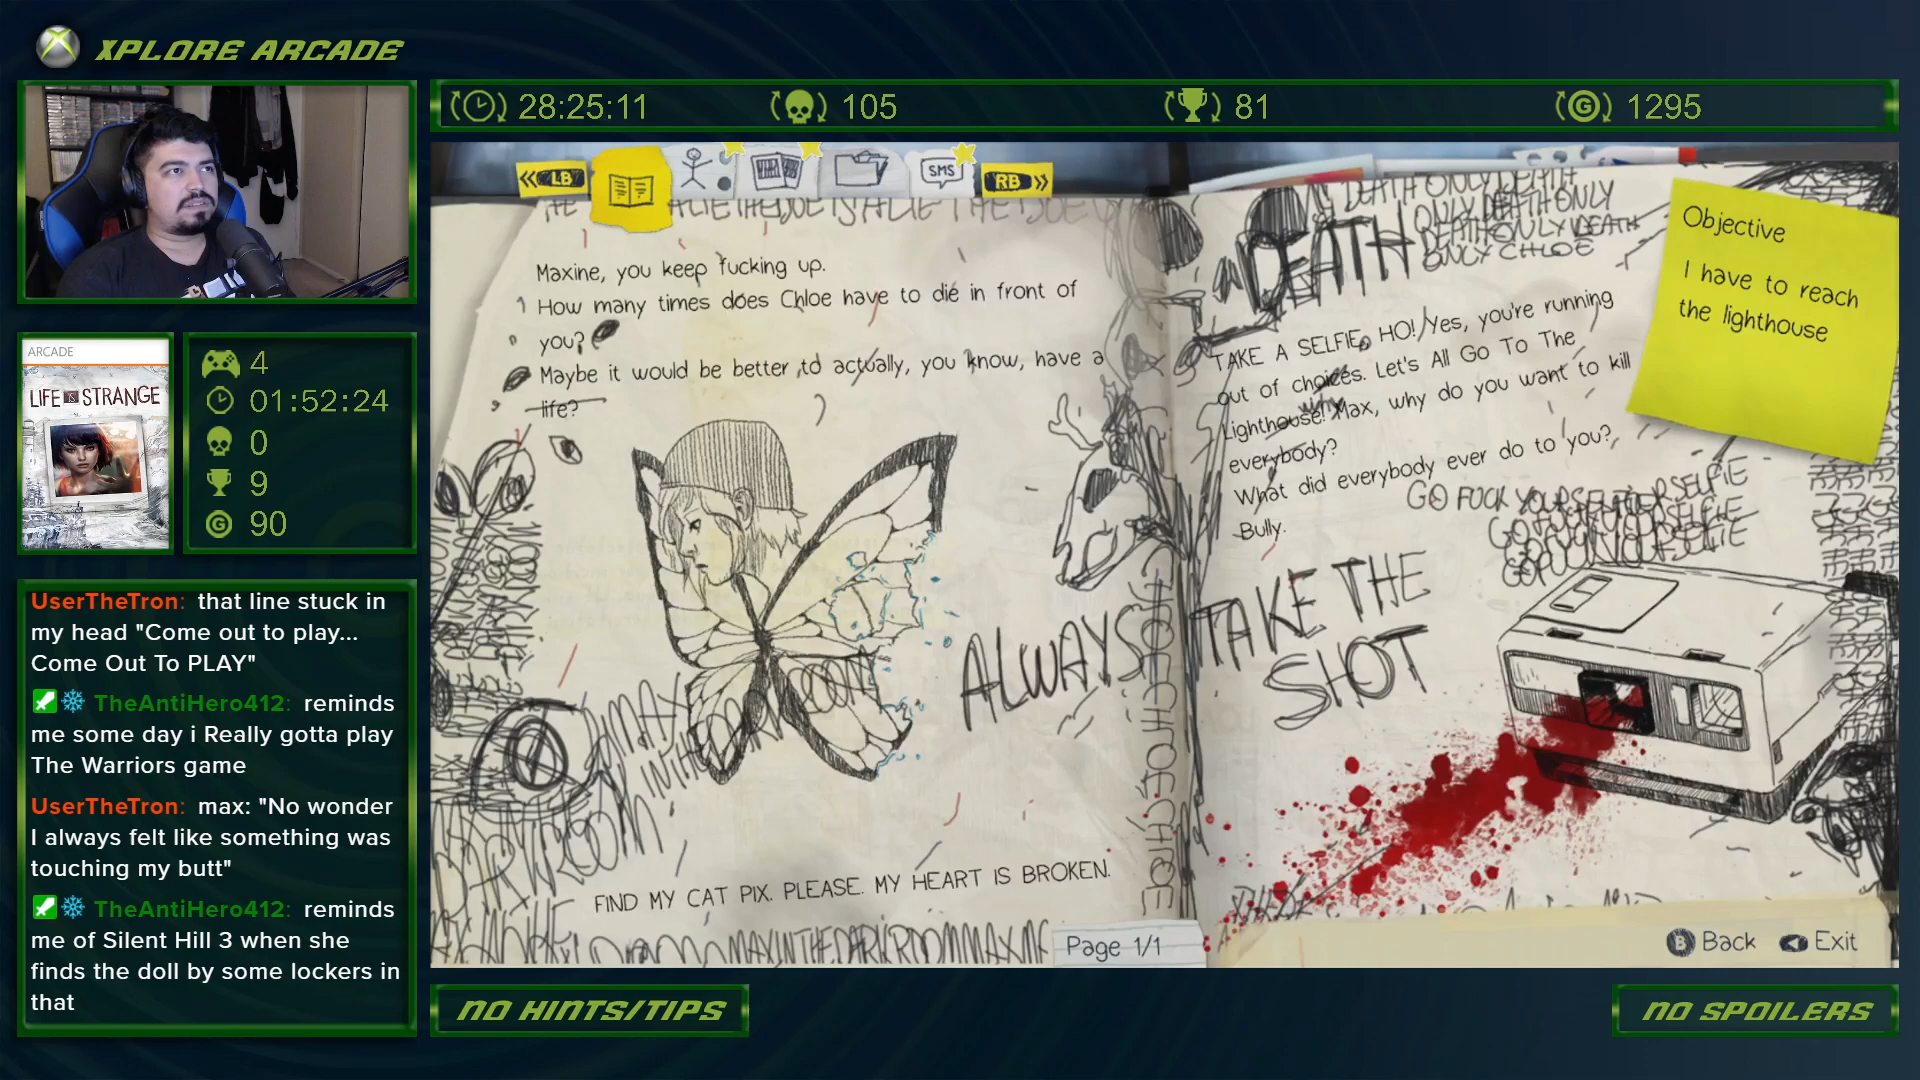 XPLORE ARCADE
28:25:11
105
81
1295
ARCADE
LIFE IS STRANGE
4
01:52:24
0
9
90
UserTheTron: that line stuck in
my head "Come out to play...
Come Out To PLAY"
TheAntiHero412: reminds
me some day i Really gotta play
The Warriors game
UserTheTron: max: "No wonder
I always felt like something was
touching my butt"
TheAntiHero412: reminds
me of Silent Hill 3 when she
finds the doll by some lockers in
that
LB
SMS
RB
Maxine, you keep fucking up.
How many times does Chloe have to die in front of
you?
Maybe it would be better to actually, you know, have a
life?
FIND MY CAT PIX. PLEASE. MY HEART IS BROKEN.
ALWAYS TAKE THE
SHOT
DEATH
ONLY DEATH ONLY
ONLY CHLOE
TAKE A SELFIE, HO! Yes, you're running
out of choices. Let's All Go To The
Lighthouse! Max, why do you want to kill
everybody?
What did everybody ever do to you?
Bully.
GO FUCK YOUR SELFIE
Objective
I have to reach
the lighthouse
Page 1/1
B Back
Exit
NO HINTS/TIPS
NO SPOILERS